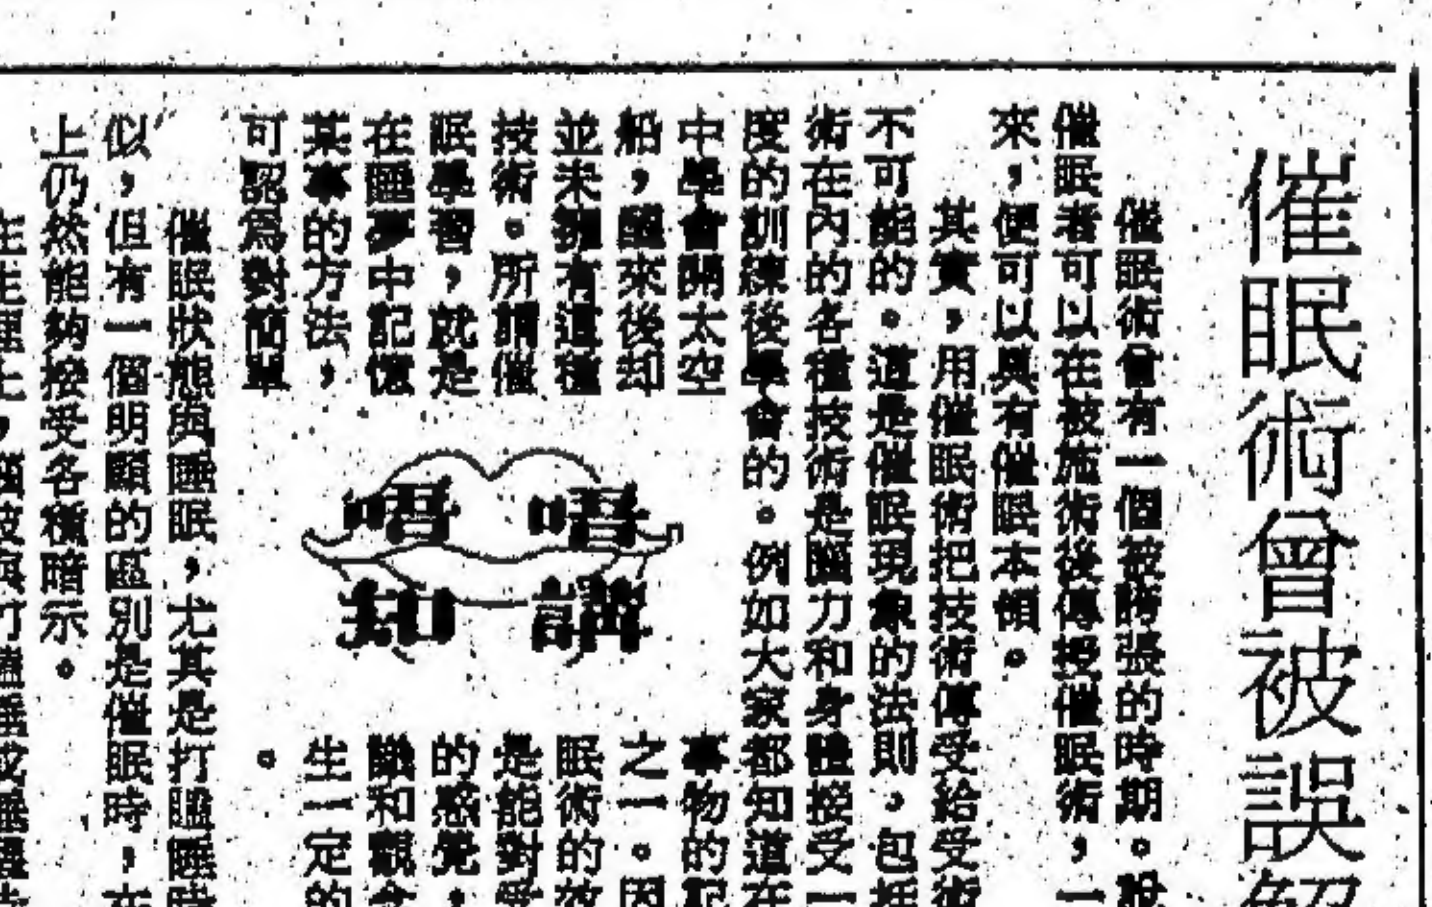 催眠術曾被誤解
催眠術曾有一個被誇張的時期。說
催眠者可以在被施術後傳授催眠術，一
來，便可以具有催眠本領。
其實，用催眠術把技術傳受給受術
不可能的。這是催眠現象的法則，包括
術在內的各種技術是腦力和身體接受一
度的訓練後學會的。例如大家都知道在
中學會開太空
船，醒來後却
並未擁有這種
技術。所謂催
眠學習，就是
在睡夢中記憶
某事的方法，
可認爲對簡單
唔唔
知講
事物的記
之一。因
眠術的效
是能對受
的感覺，
和觀念
生一定的
。
催眠狀態與睡眠，尤其是打瞌睡時
似，但有一個明顯的區別是催眠時，在
上仍然能夠接受各種暗示。